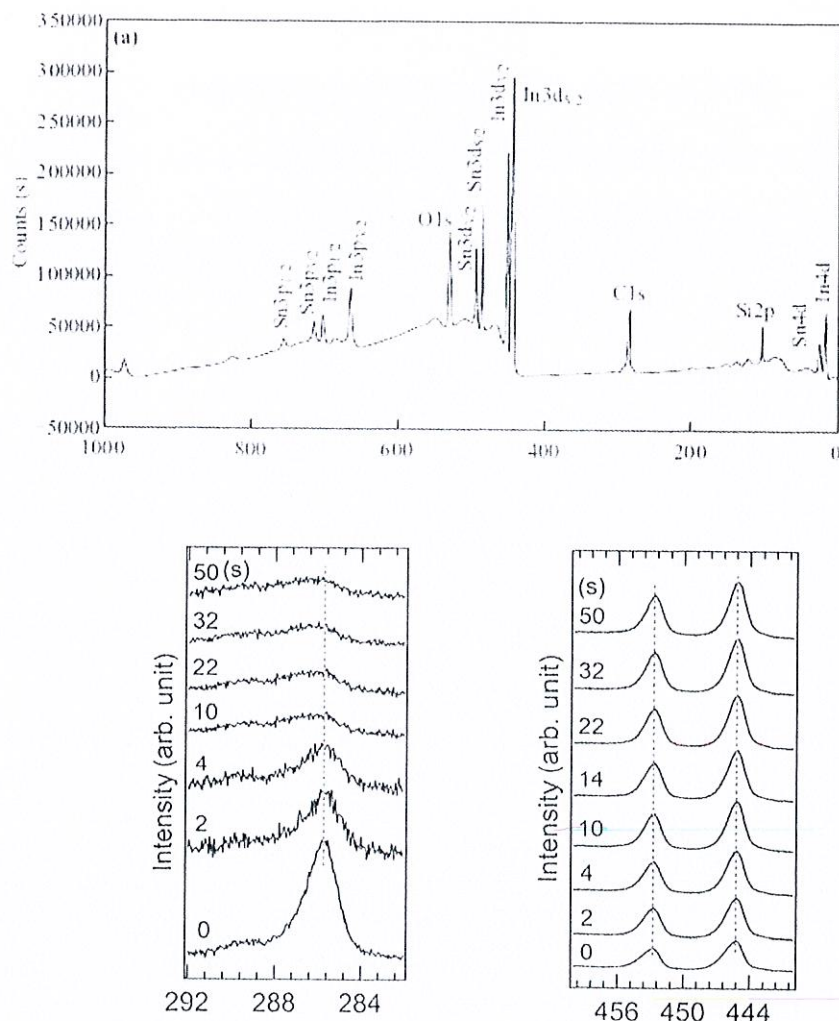 (a)
350000
300000
250000
200000
150000
100000
50000
0
50000
Counts (s)
Sn3p1/2
Sn3p3/2
In3p1/2
In3p3/2
O1s
Sn3d3/2
Sn3d5/2
In3d3/2
In3d5/2
C1s
Si2p
Sn4d
In4d
1000 800 600 400 200 0
50 (s)
32
22
10
4
2
0
Intensity (arb. unit)
292 288 284
(s)
50
32
22
14
10
4
2
0
Intensity (arb. unit)
456 450 444